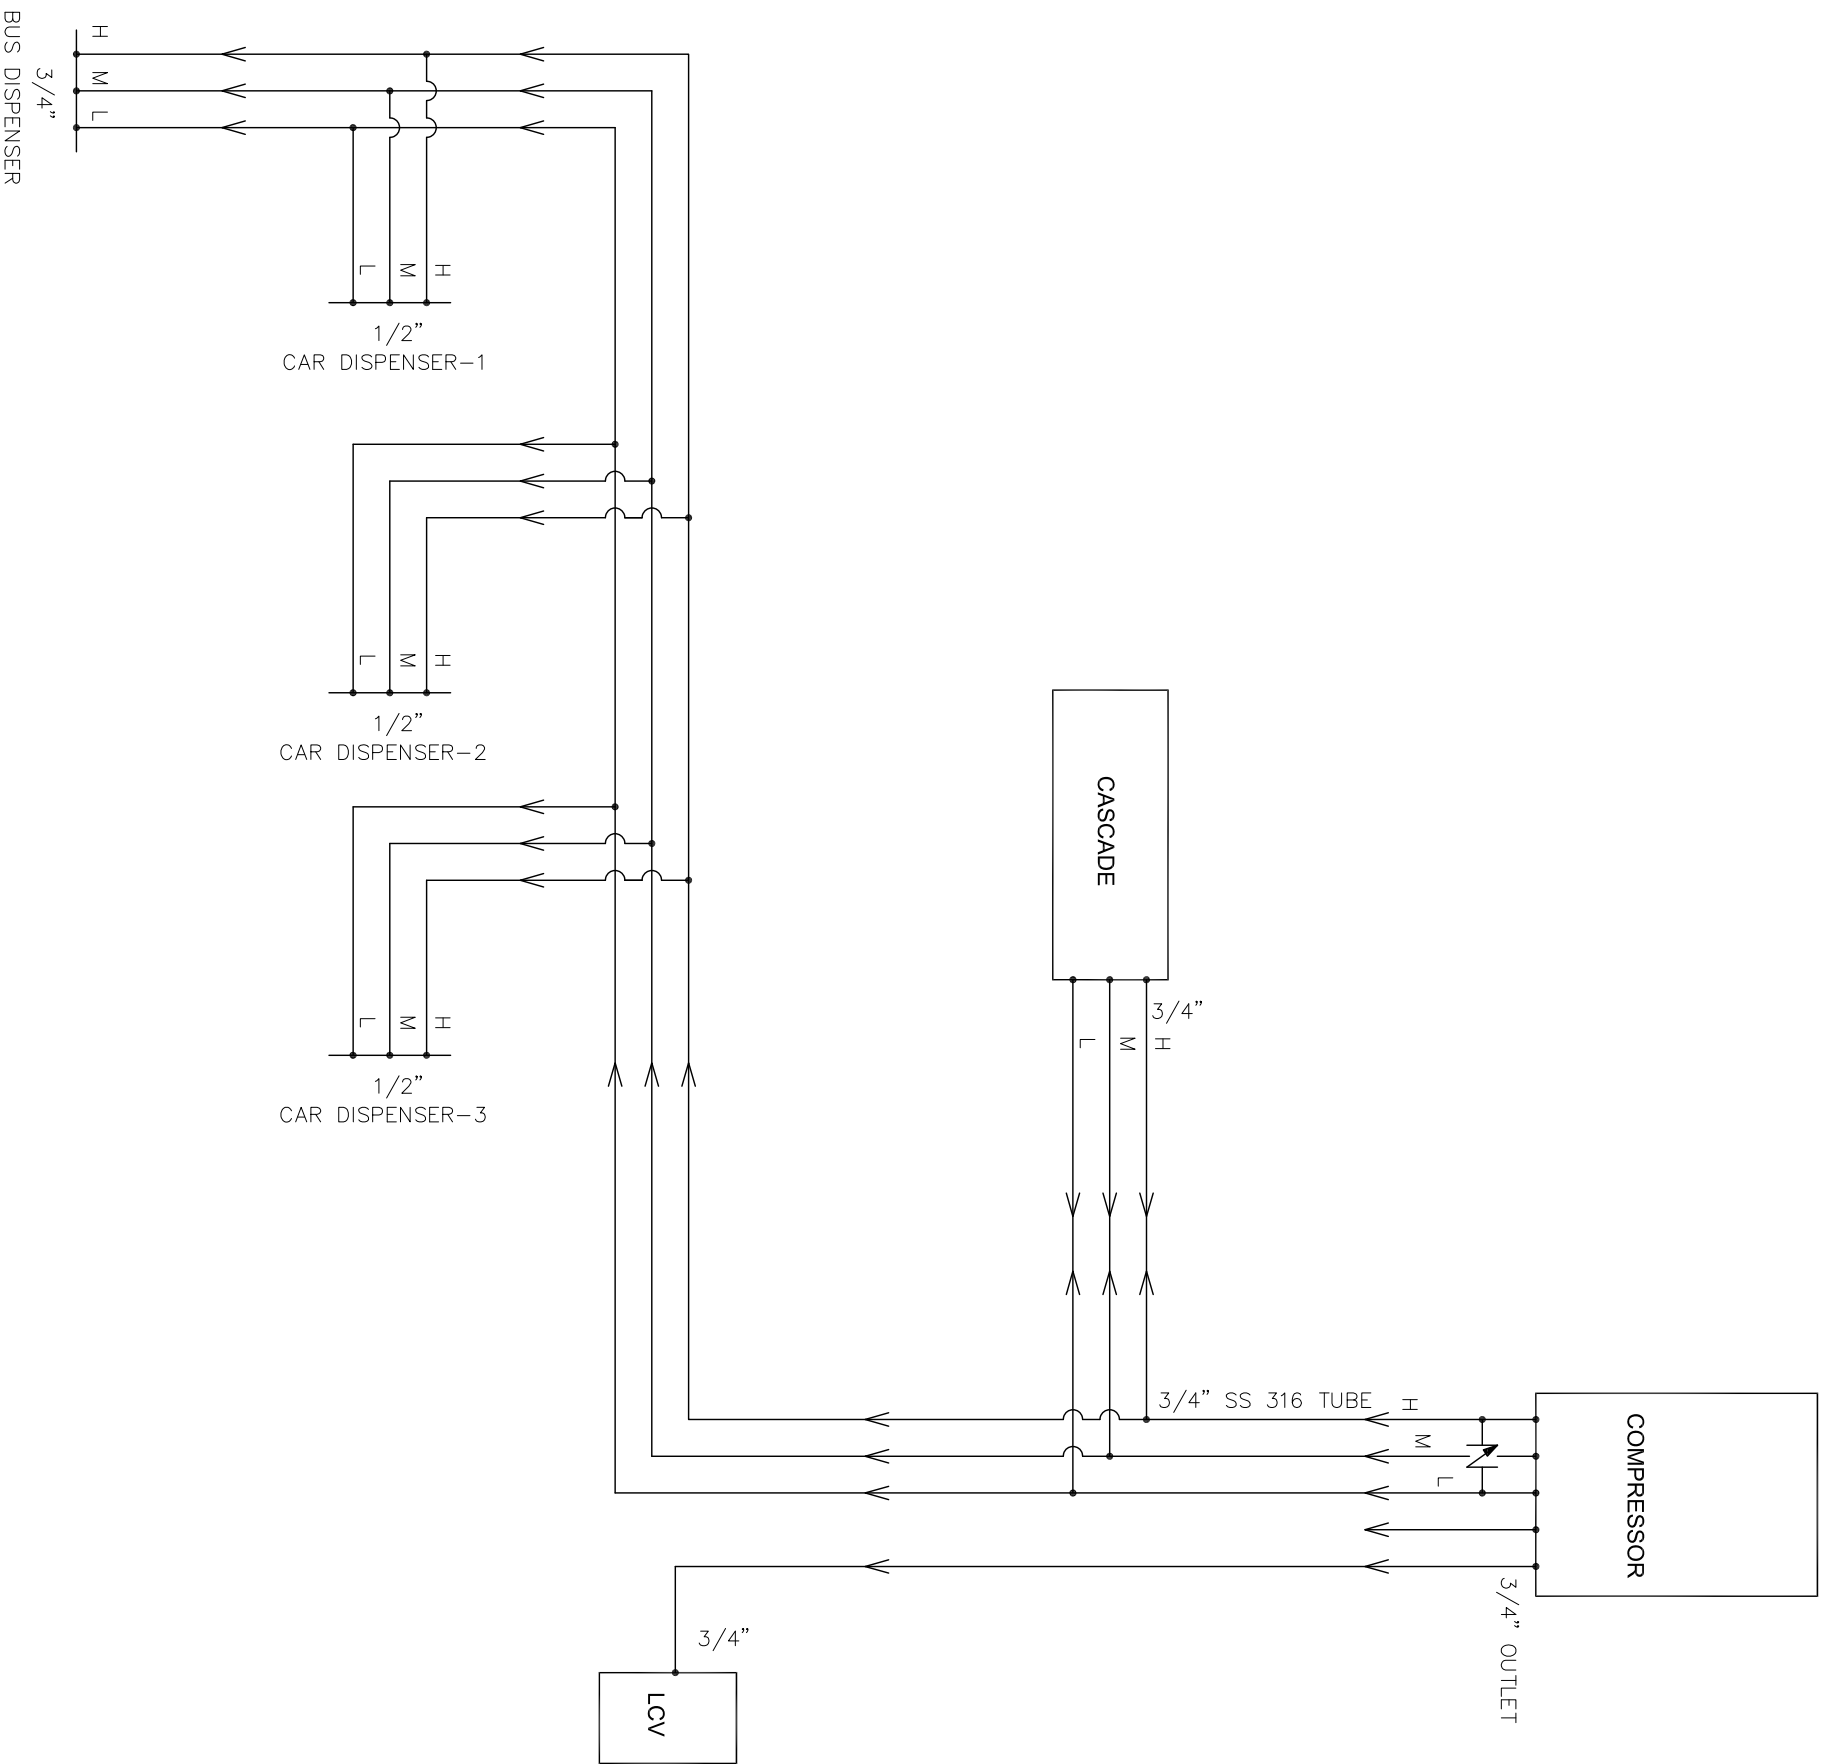 H
M
L
3/4”
BUS DISPENSER
L
M
H
1/2”
CAR DISPENSER-1
L
M
H
1/2”
CAR DISPENSER-2
L
M
H
1/2”
CAR DISPENSER-3
CASCADE
3/4”
L
M
H
3/4” SS 316 TUBE
H
M
L
COMPRESSOR
3/4” OUTLET
3/4”
LCV